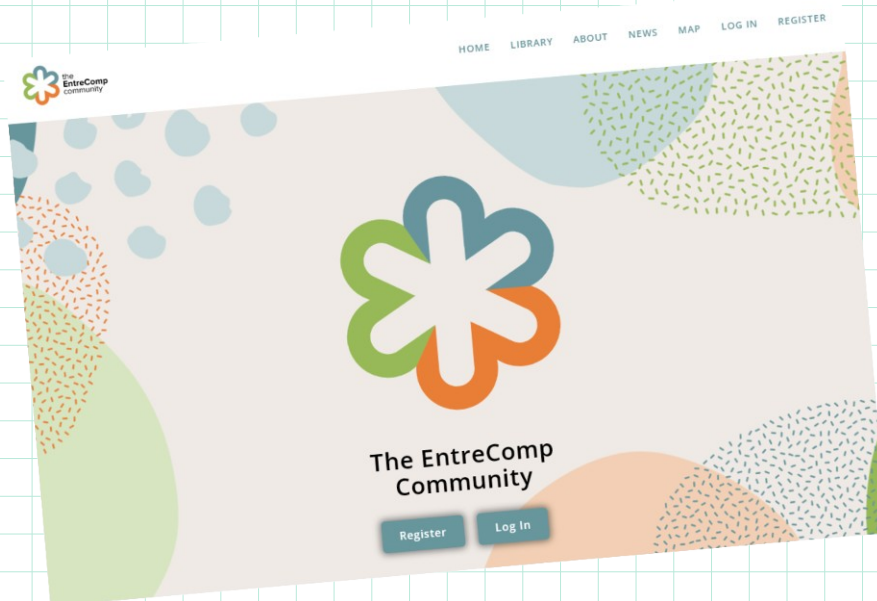 HOME LIBRARY ABOUT NEWS MAP LOG IN REGISTER
the
EntreComp
community
The EntreComp
Community
Register Log In